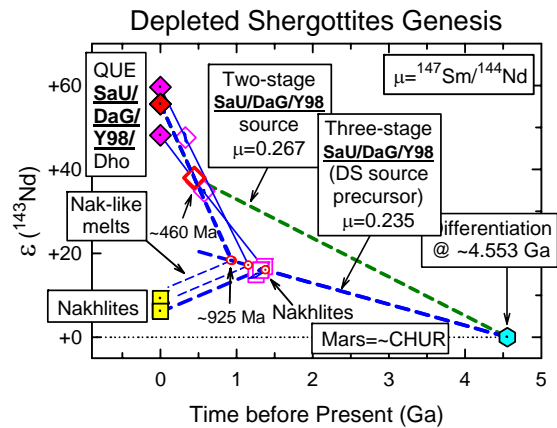 Depleted Shergottites Genesis
QUE
SaU/
DaG/
Y98/
Dho
Two-stage
SaU/DaG/Y98
source
μ=0.267
μ=¹⁴⁷Sm/¹⁴⁴Nd
Three-stage
SaU/DaG/Y98
(DS source
precursor)
μ=0.235
Differentiation
@ ~4.553 Ga
Nak-like
melts
~460 Ma
~925 Ma
Nakhlites
Nakhlites
Mars=~CHUR
ε (¹⁴³Nd)
+60
+40
+20
+0
0 1 2 3 4 5
Time before Present (Ga)